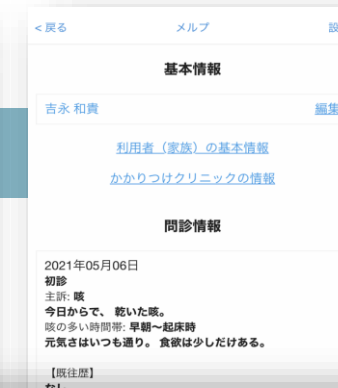 < 戻る メルプ 設
基本情報
吉永 和貴 編集
利用者（家族）の基本情報
かかりつけクリニックの情報
問診情報
2021年05月06日
初診
主訴: 咳
今日からで、 乾いた咳。
咳の多い時間帯: 早朝〜起床時
元気さはいつも通り。 食欲は少しだけある。
【既往歴】
なし